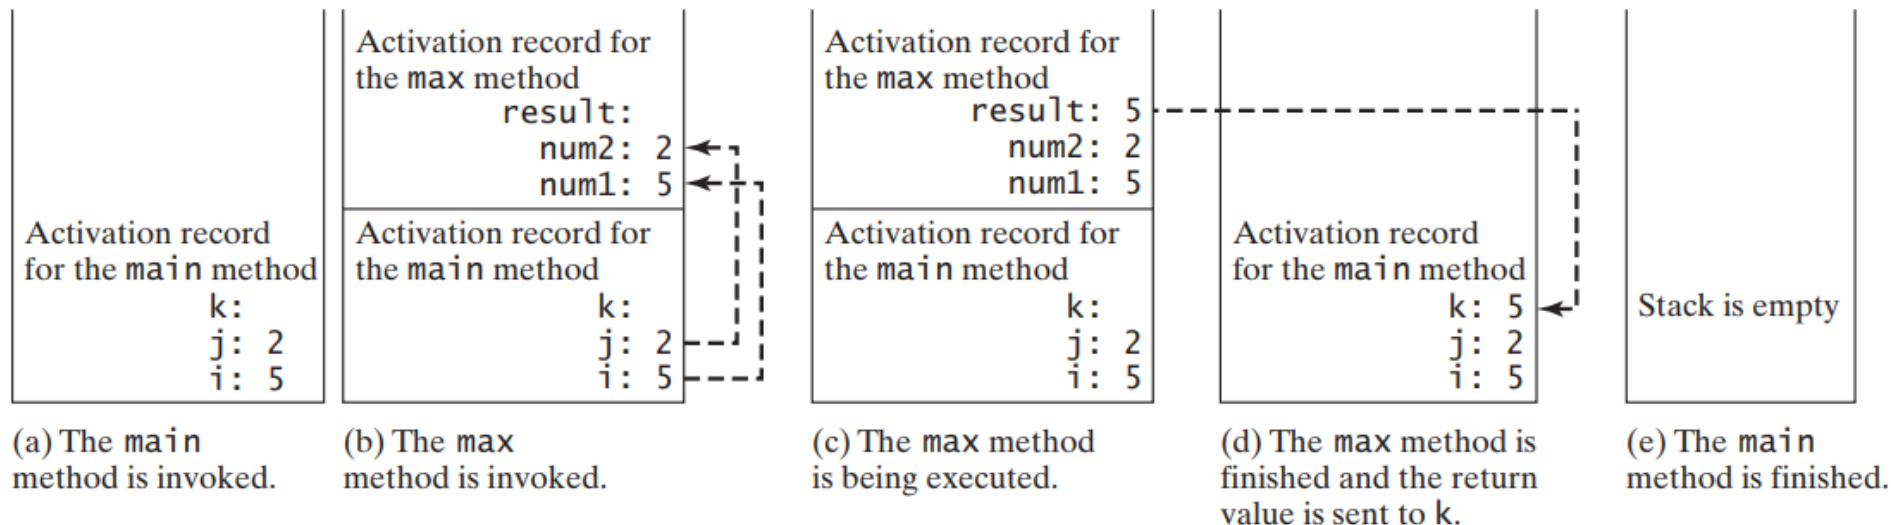 Activation record
for the main method
k:
j: 2
i: 5
(a) The main
method is invoked.
Activation record for
the max method
result:
num2: 2
num1: 5
Activation record for
the main method
k:
j: 2
i: 5
(b) The max
method is invoked.
Activation record for
the max method
result: 5
num2: 2
num1: 5
Activation record for
the main method
k:
j: 2
i: 5
(c) The max method
is being executed.
Activation record
for the main method
k: 5
j: 2
i: 5
(d) The max method is
finished and the return
value is sent to k.
Stack is empty
(e) The main
method is finished.